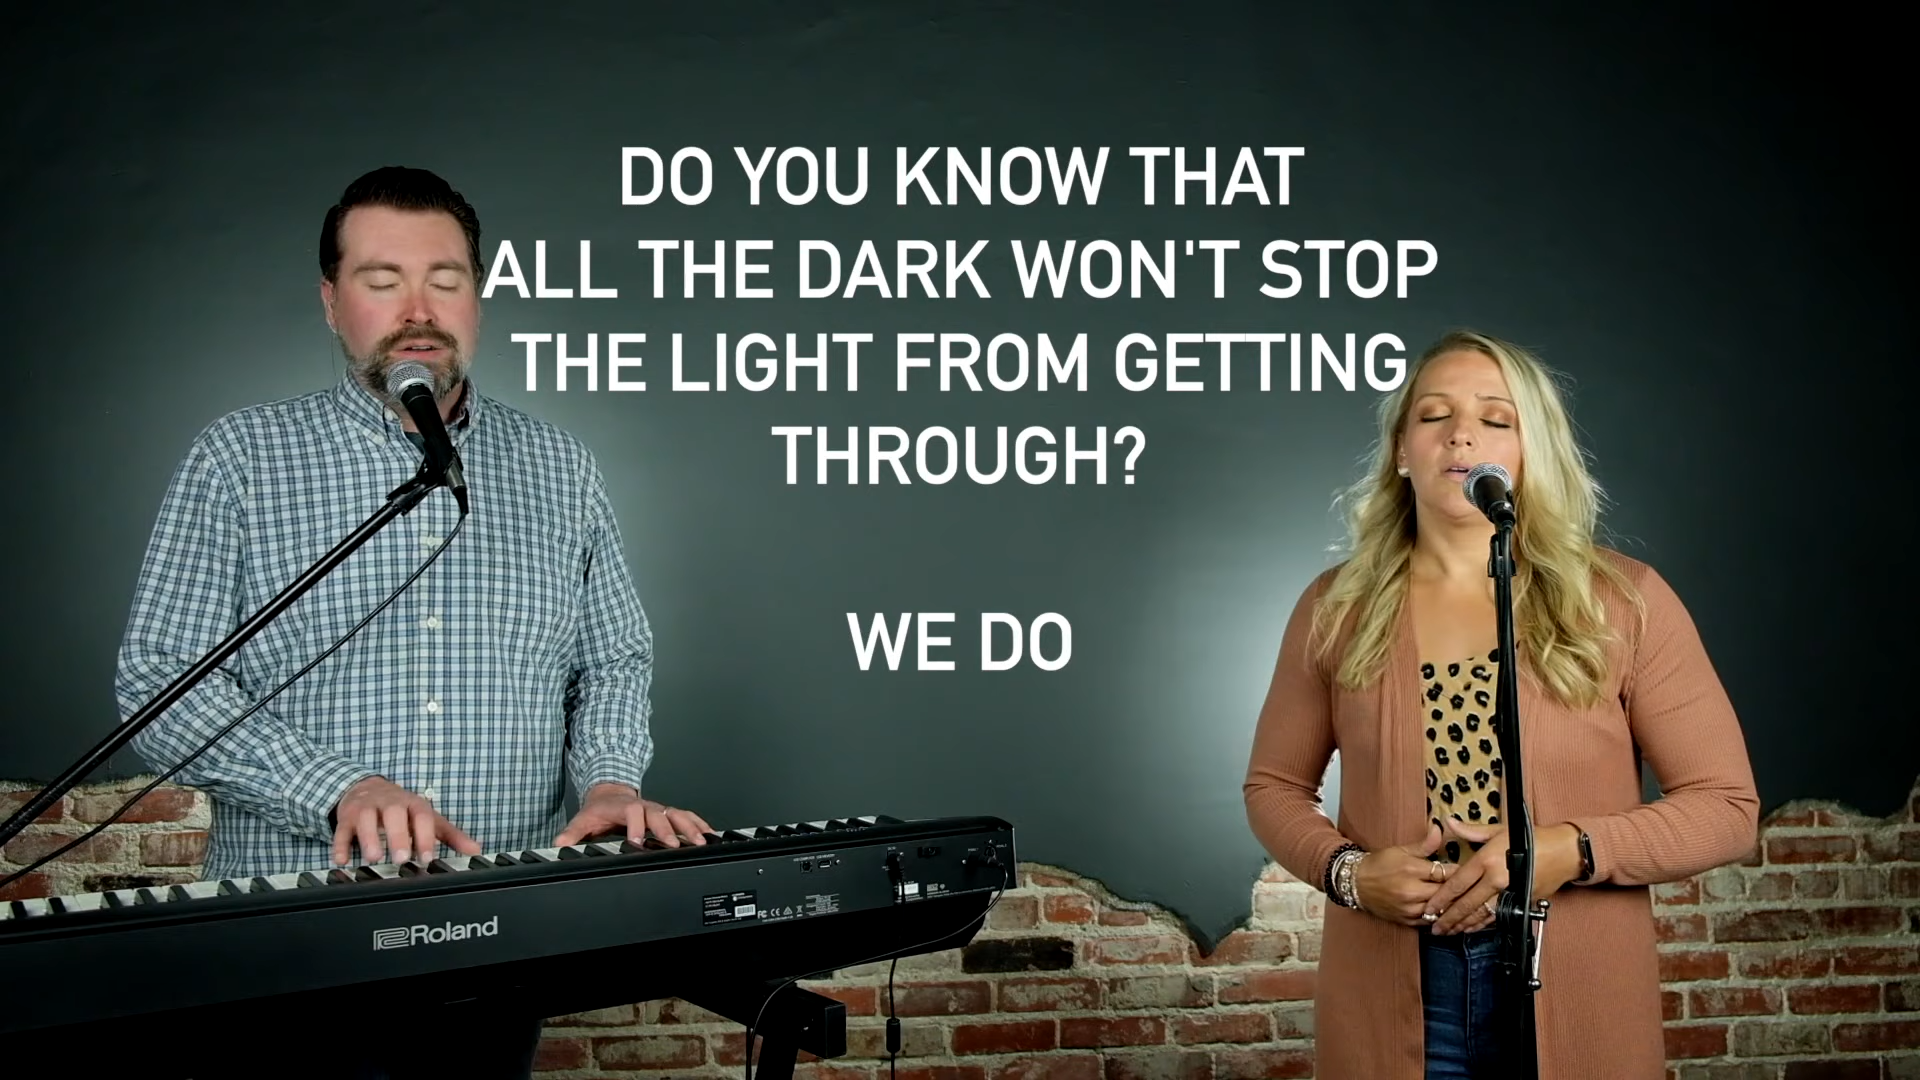 DO YOU KNOW THAT
ALL THE DARK WON'T STOP
THE LIGHT FROM GETTING
THROUGH?
WE DO
Roland